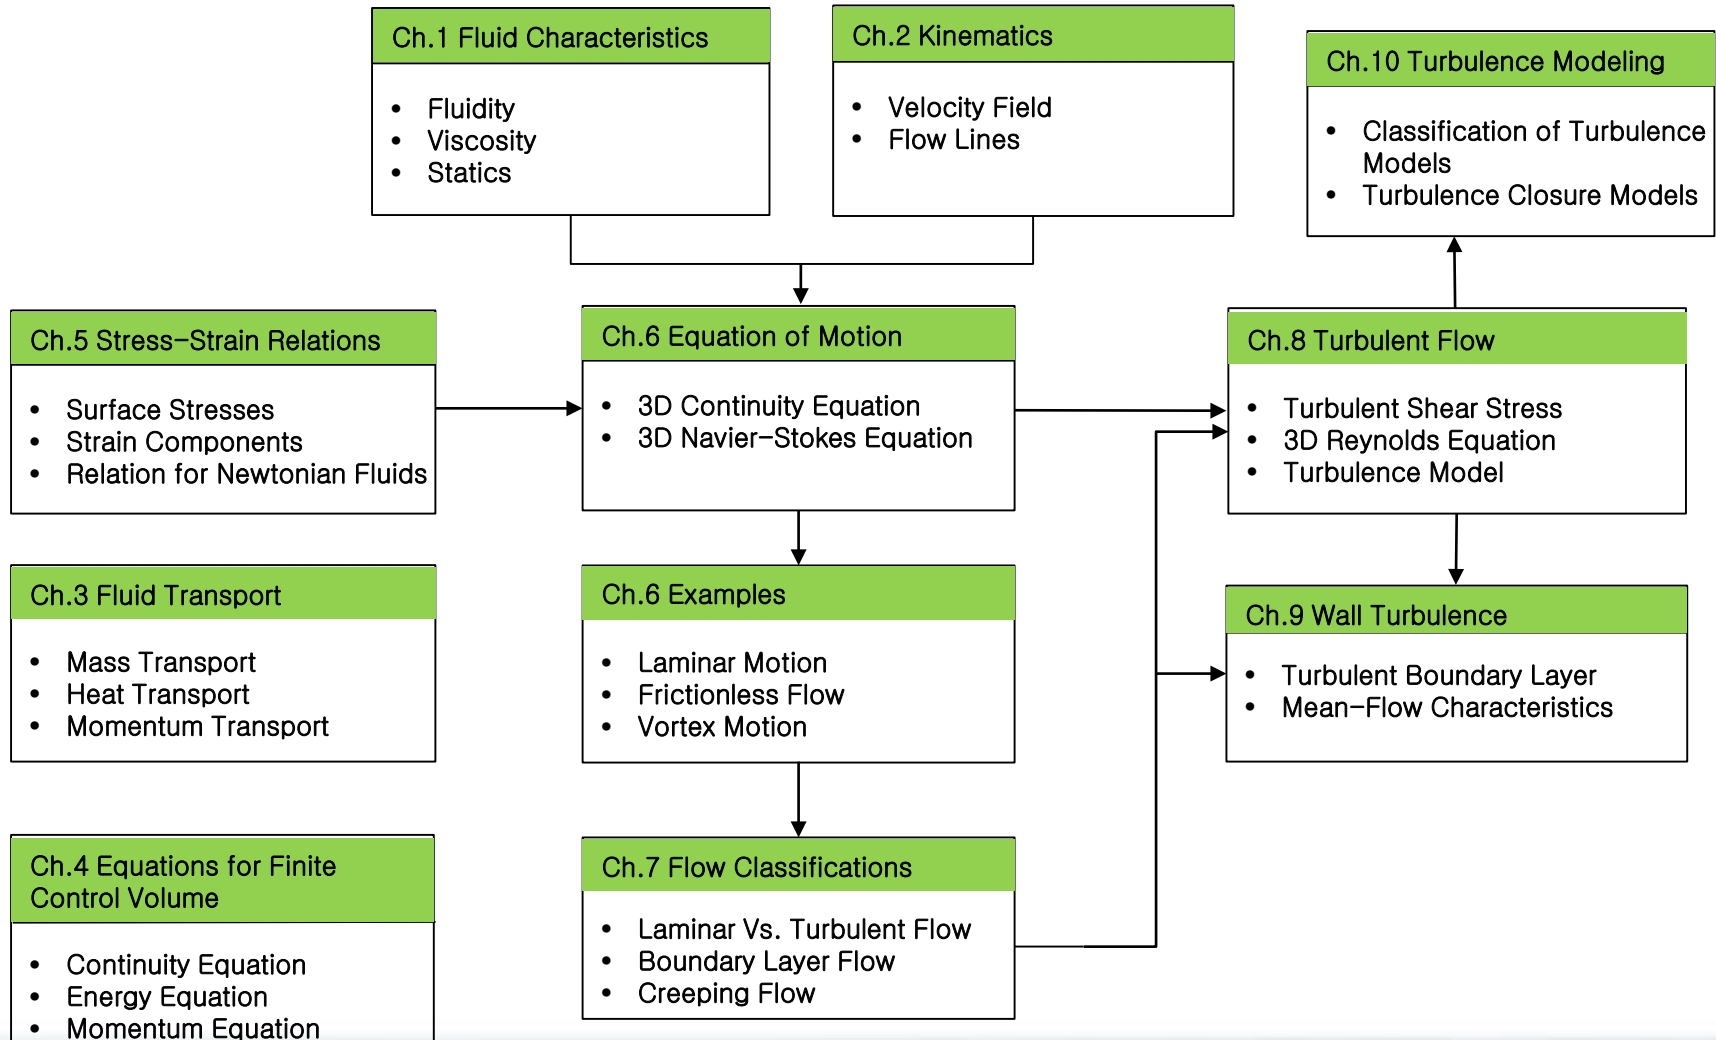 Ch.1 Fluid Characteristics
• Fluidity
• Viscosity
• Statics
Ch.2 Kinematics
• Velocity Field
• Flow Lines
Ch.10 Turbulence Modeling
• Classification of Turbulence
Models
• Turbulence Closure Models
Ch.5 Stress-Strain Relations
• Surface Stresses
• Strain Components
• Relation for Newtonian Fluids
Ch.6 Equation of Motion
• 3D Continuity Equation
• 3D Navier-Stokes Equation
Ch.8 Turbulent Flow
• Turbulent Shear Stress
• 3D Reynolds Equation
• Turbulence Model
Ch.3 Fluid Transport
• Mass Transport
• Heat Transport
• Momentum Transport
Ch.6 Examples
• Laminar Motion
• Frictionless Flow
• Vortex Motion
Ch.9 Wall Turbulence
• Turbulent Boundary Layer
• Mean-Flow Characteristics
Ch.4 Equations for Finite
Control Volume
• Continuity Equation
• Energy Equation
• Momentum Equation
Ch.7 Flow Classifications
• Laminar Vs. Turbulent Flow
• Boundary Layer Flow
• Creeping Flow